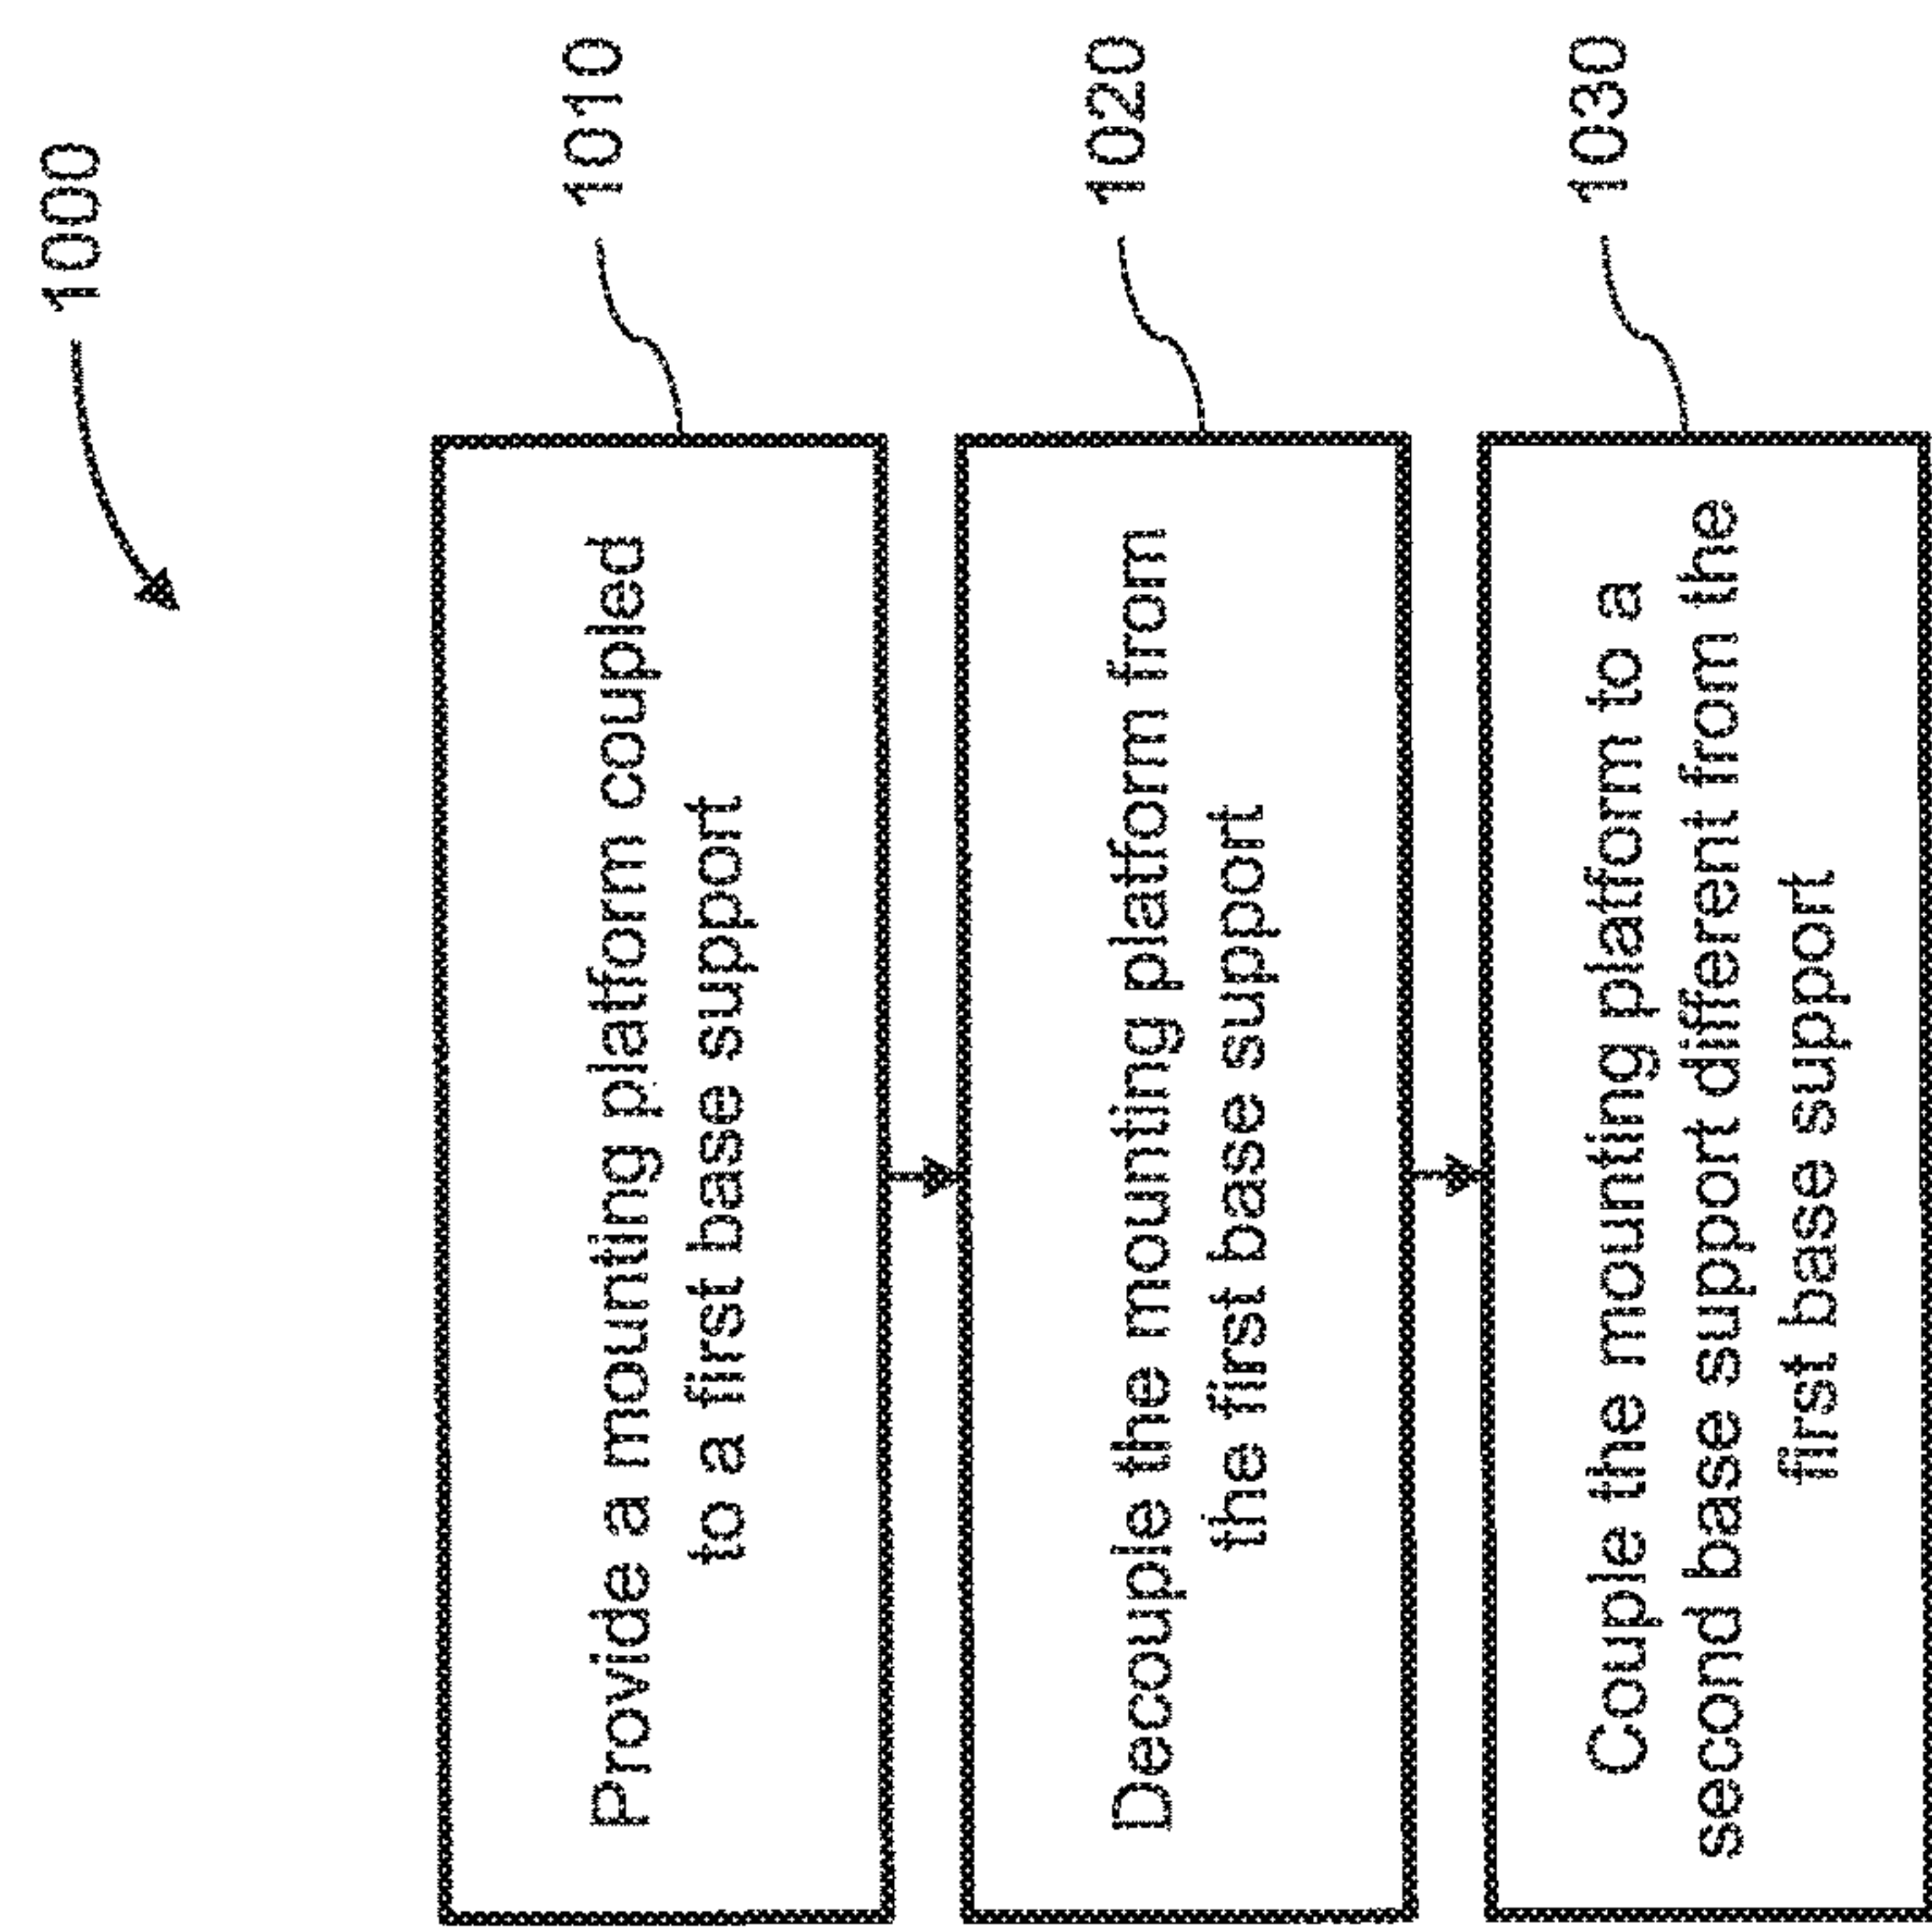 1000
Provide a mounting platform coupled
to a first base support
1010
Decouple the mounting platform from
the first base support
1020
Couple the mounting platform to a
second base support different from the
first base support
1030